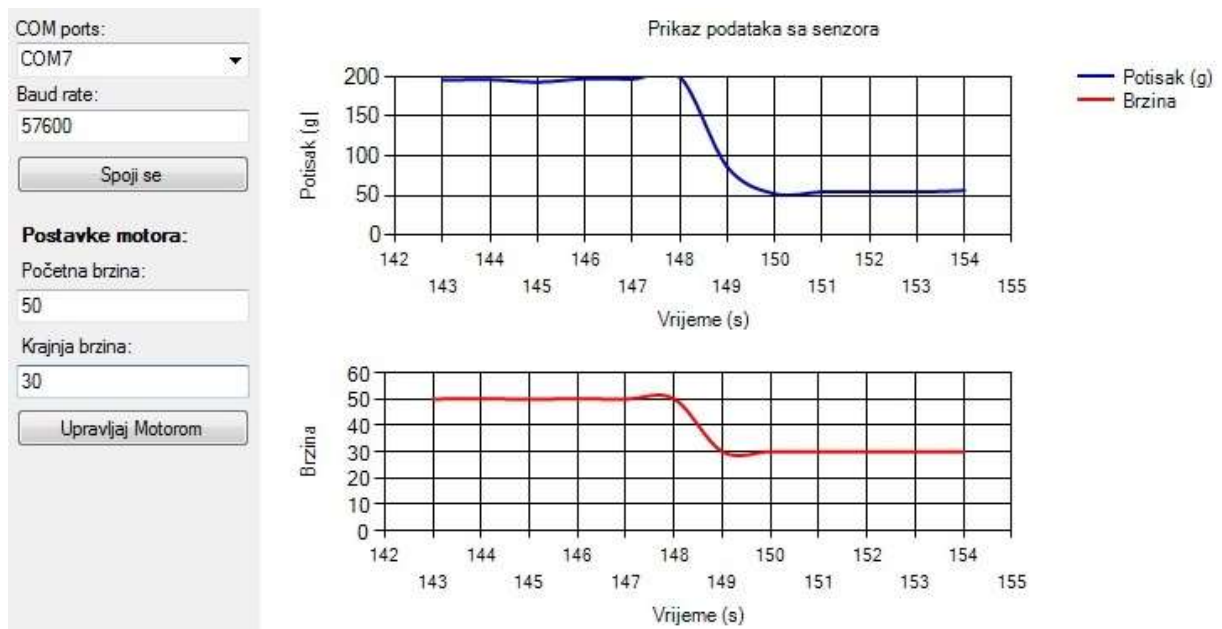 COM ports:
COM7
Baud rate:
57600
Spoji se
Postavke motora:
Početna brzina:
50
Krajnja brzina:
30
Upravljaj Motorom
Prikaz podataka sa senzora
Potisak (g)
Brzina
Potisak (g)
200
150
100
50
0
142 144 146 148 150 152 154
143 145 147 149 151 153 155
Vrijeme (s)
Brzina
60
50
40
30
20
10
0
142 144 146 148 150 152 154
143 145 147 149 151 153 155
Vrijeme (s)